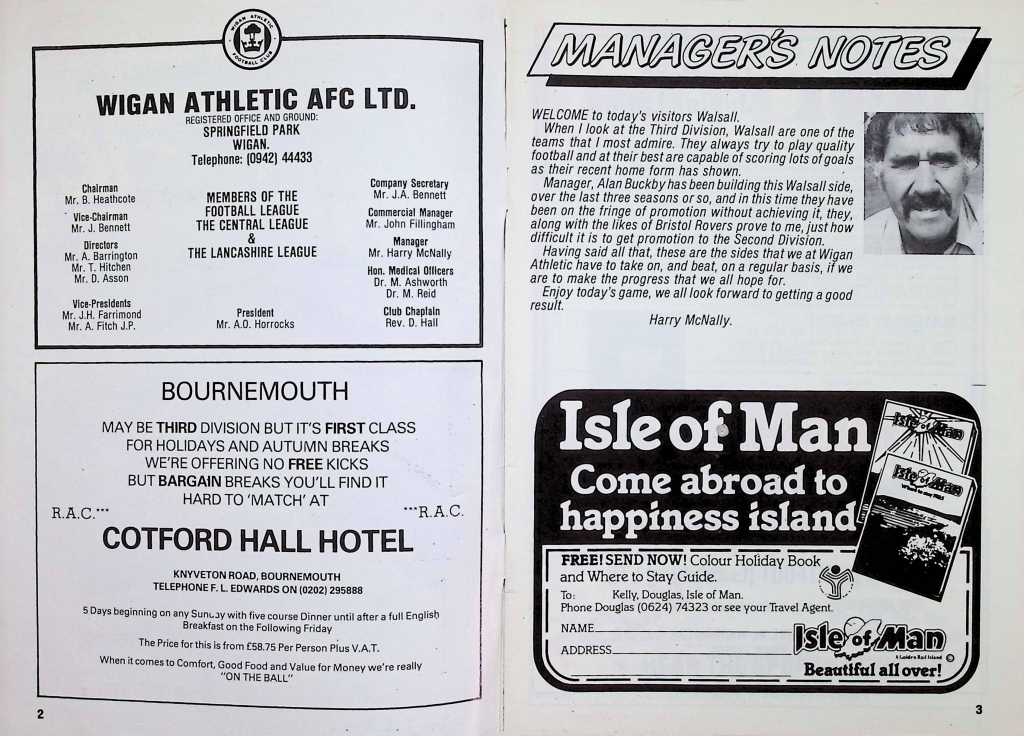 WIGAN ATHLETIC
FOOTBALL CLUB
WIGAN ATHLETIC AFC LTD.
REGISTERED OFFICE AND GROUND:
SPRINGFIELD PARK
WIGAN.
Telephone: (0942) 44433
Chairman
Mr. B. Heathcote
Vice-Chairman
Mr. J. Bennett
Directors
Mr. A. Barrington
Mr. T. Hitchen
Mr. D. Asson
Vice-Presidents
Mr. J.H. Farrimond
Mr. A. Fitch J.P.
MEMBERS OF THE
FOOTBALL LEAGUE
THE CENTRAL LEAGUE
&
THE LANCASHIRE LEAGUE
President
Mr. A.O. Horrocks
Company Secretary
Mr. J.A. Bennett
Commercial Manager
Mr. John Fillingham
Manager
Mr. Harry McNally
Hon. Medical Officers
Dr. M. Ashworth
Dr. M. Reid
Club Chaplain
Rev. D. Hall
BOURNEMOUTH
MAY BE THIRD DIVISION BUT IT'S FIRST CLASS
FOR HOLIDAYS AND AUTUMN BREAKS
WE'RE OFFERING NO FREE KICKS
BUT BARGAIN BREAKS YOU'LL FIND IT
HARD TO 'MATCH' AT
R.A.C.*** ***R.A.C.
COTFORD HALL HOTEL
KNYVETON ROAD, BOURNEMOUTH
TELEPHONE F. L. EDWARDS ON (0202) 295888
5 Days beginning on any Sunday with five course Dinner until after a full English
Breakfast on the Following Friday
The Price for this is from £58.75 Per Person Plus V.A.T.
When it comes to Comfort, Good Food and Value for Money we're really
"ON THE BALL"
2
MANAGER'S NOTES
WELCOME to today's visitors Walsall.
When I look at the Third Division, Walsall are one of the
teams that I most admire. They always try to play quality
football and at their best are capable of scoring lots of goals
as their recent home form has shown.
Manager, Alan Buckby has been building this Walsall side,
over the last three seasons or so, and in this time they have
been on the fringe of promotion without achieving it, they,
along with the likes of Bristol Rovers prove to me, just how
difficult it is to get promotion to the Second Division.
Having said all that, these are the sides that we at Wigan
Athletic have to take on, and beat, on a regular basis, if we
are to make the progress that we all hope for.
Enjoy today's game, we all look forward to getting a good
result.
Harry McNally.
Isle of Man
Come abroad to
happiness island
Isle of Man
Isle of Man
Where to stay 1985
FREE! SEND NOW! Colour Holiday Book
and Where to Stay Guide.
To: Kelly, Douglas, Isle of Man.
Phone Douglas (0624) 74323 or see your Travel Agent.
NAME
ADDRESS
Isle of Man
Beautiful all over!
3